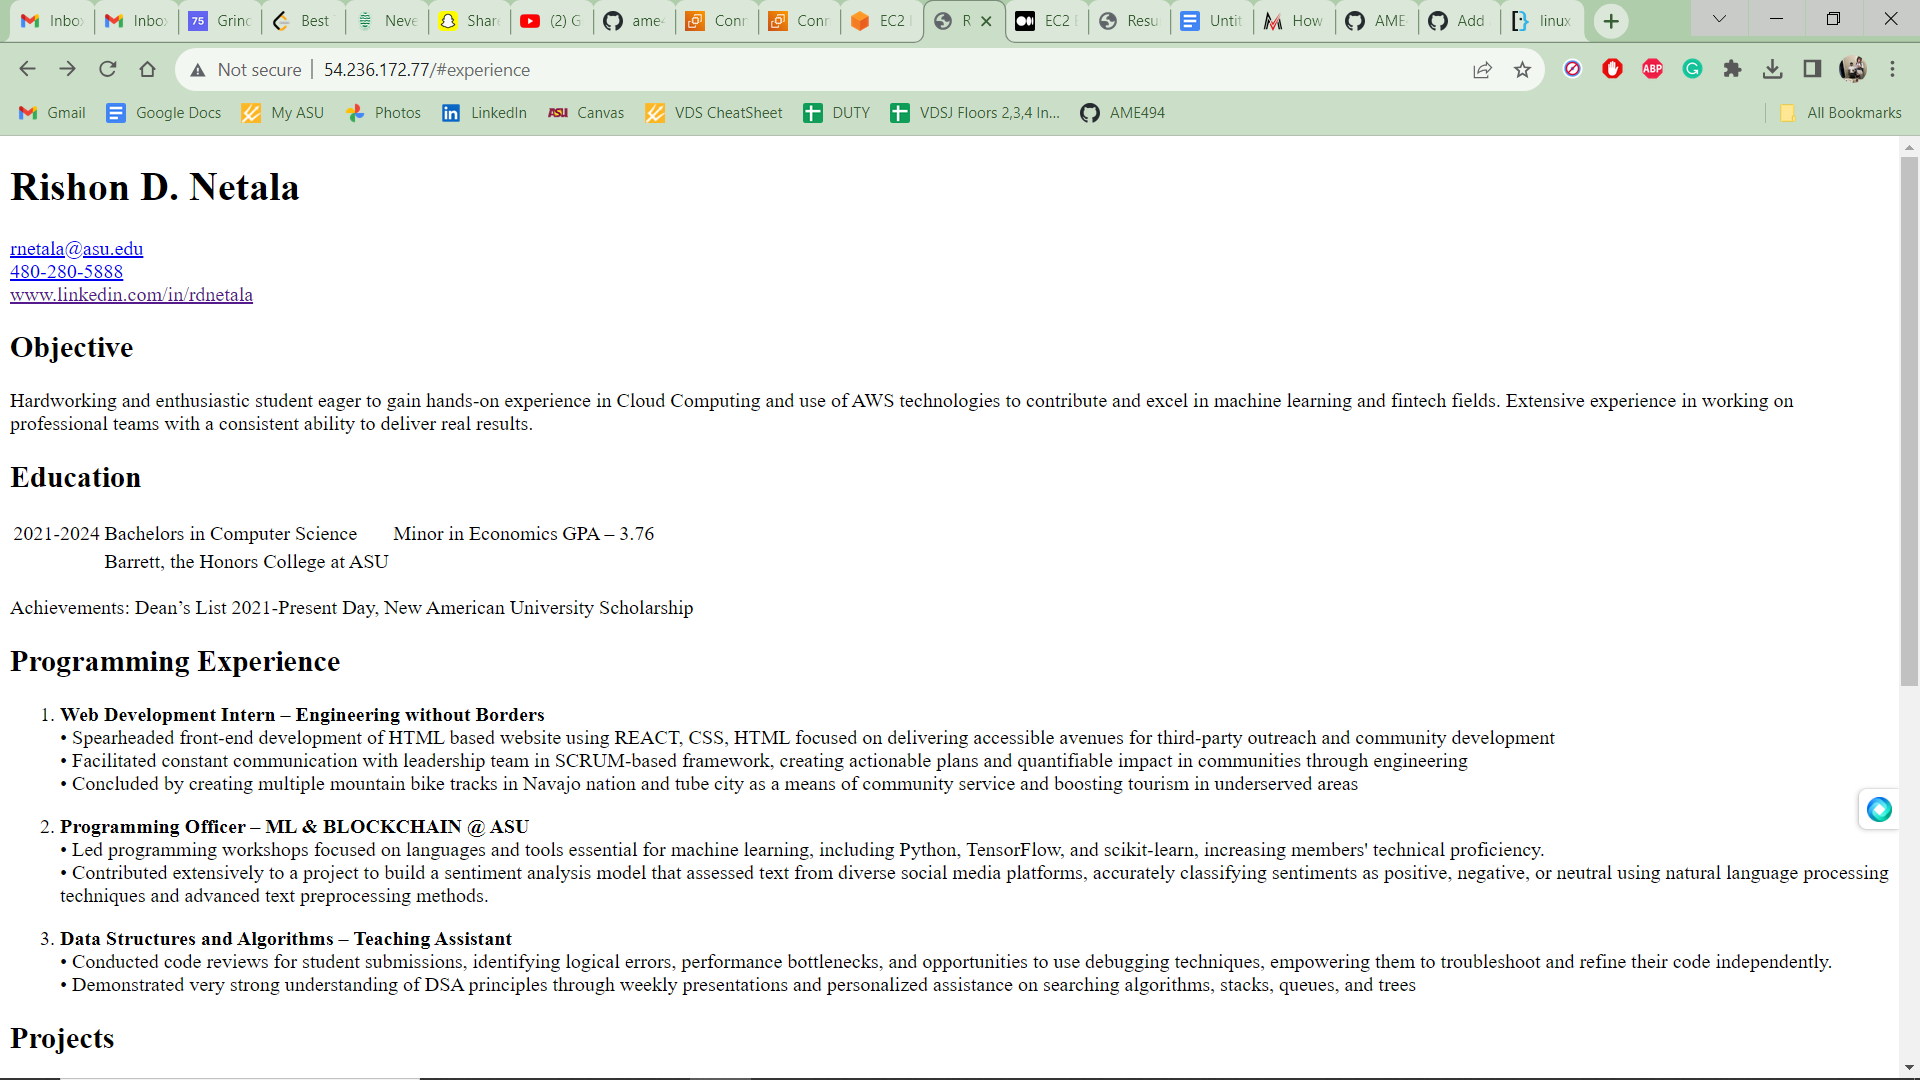 Inbox
Inbox
75 Grinc
Best
Neve
Share
(2) G
ame4
Conn
Conn
EC2
R
EC2
Resu
Untit
How
AME
Add
linux
Not secure | 54.236.172.77/#experience
ABP
Gmail
Google Docs
My ASU
Photos
LinkedIn
ASU Canvas
VDS CheatSheet
DUTY
VDSJ Floors 2,3,4 In...
AME494
All Bookmarks
Rishon D. Netala
rnetala@asu.edu
480-280-5888
www.linkedin.com/in/rdnetala
Objective
Hardworking and enthusiastic student eager to gain hands-on experience in Cloud Computing and use of AWS technologies to contribute and excel in machine learning and fintech fields. Extensive experience in working on
professional teams with a consistent ability to deliver real results.
Education
2021-2024 Bachelors in Computer Science Minor in Economics GPA – 3.76
Barrett, the Honors College at ASU
Achievements: Dean’s List 2021-Present Day, New American University Scholarship
Programming Experience
1. Web Development Intern – Engineering without Borders
• Spearheaded front-end development of HTML based website using REACT, CSS, HTML focused on delivering accessible avenues for third-party outreach and community development
• Facilitated constant communication with leadership team in SCRUM-based framework, creating actionable plans and quantifiable impact in communities through engineering
• Concluded by creating multiple mountain bike tracks in Navajo nation and tube city as a means of community service and boosting tourism in underserved areas
2. Programming Officer – ML & BLOCKCHAIN @ ASU
• Led programming workshops focused on languages and tools essential for machine learning, including Python, TensorFlow, and scikit-learn, increasing members' technical proficiency.
• Contributed extensively to a project to build a sentiment analysis model that assessed text from diverse social media platforms, accurately classifying sentiments as positive, negative, or neutral using natural language processing
techniques and advanced text preprocessing methods.
3. Data Structures and Algorithms – Teaching Assistant
• Conducted code reviews for student submissions, identifying logical errors, performance bottlenecks, and opportunities to use debugging techniques, empowering them to troubleshoot and refine their code independently.
• Demonstrated very strong understanding of DSA principles through weekly presentations and personalized assistance on searching algorithms, stacks, queues, and trees
Projects